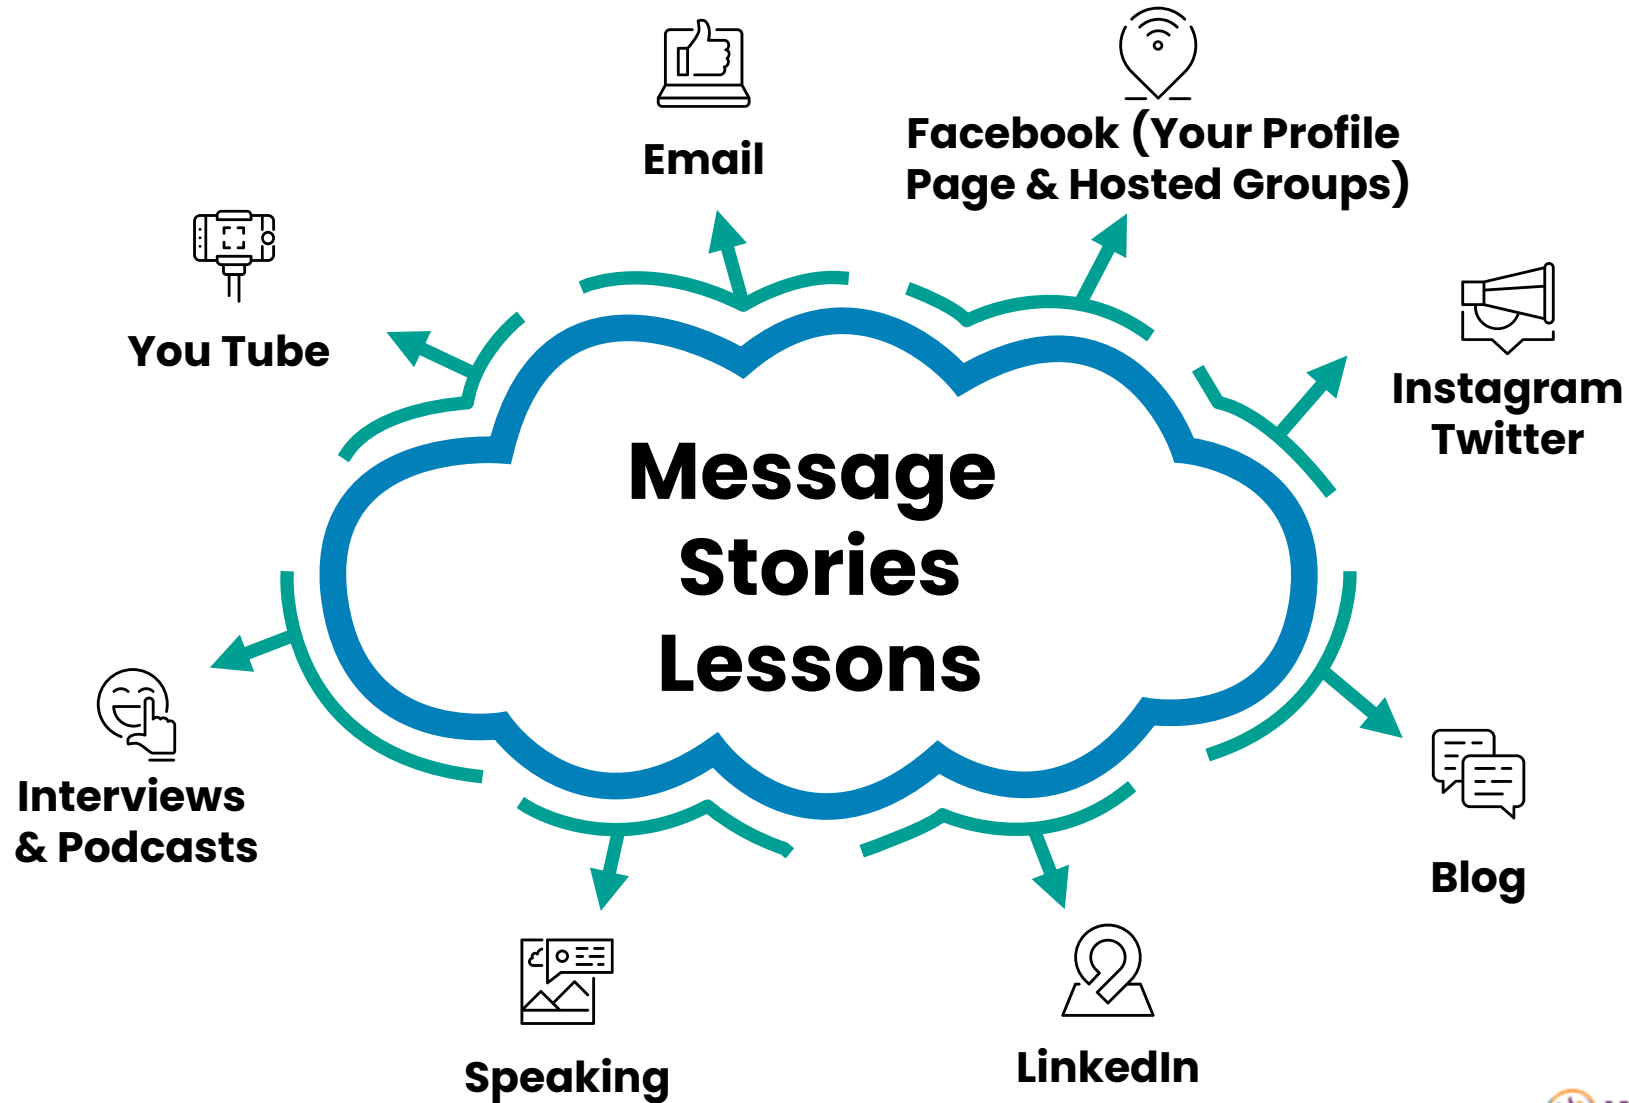 Email
Facebook (Your Profile
Page & Hosted Groups)
You Tube
Instagram
Twitter
Message
Stories
Lessons
Interviews
& Podcasts
Blog
Speaking
LinkedIn